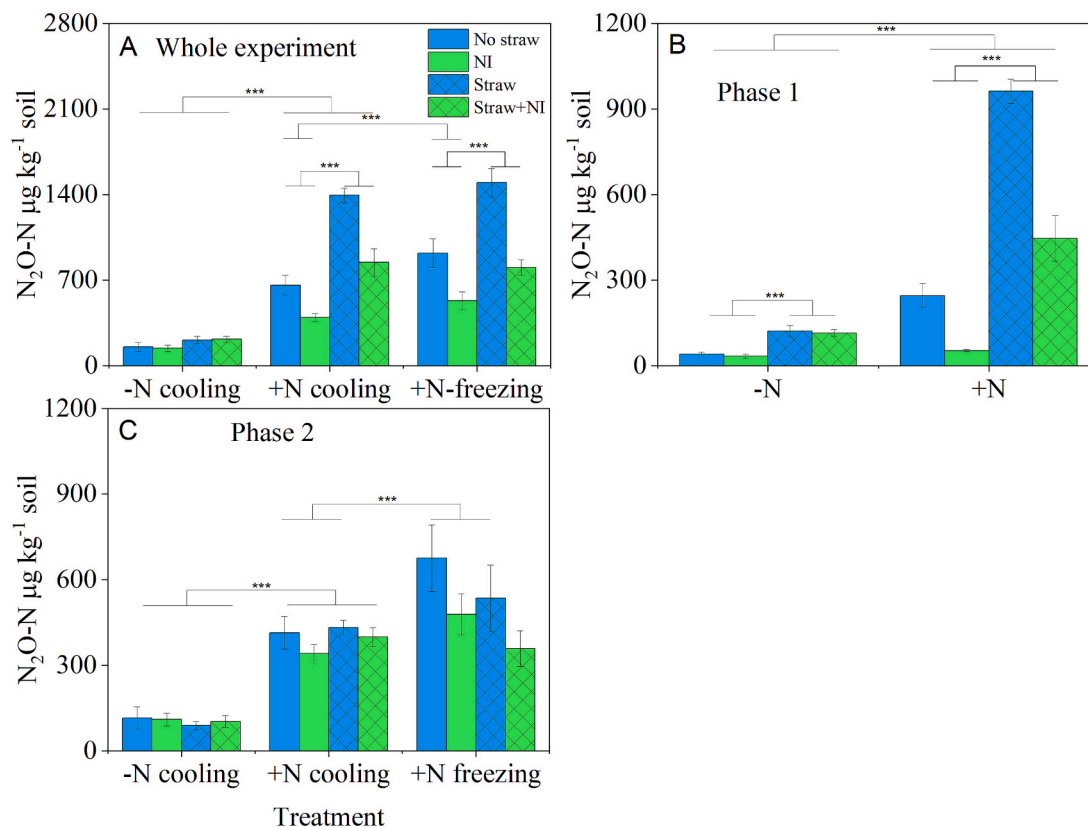 A
Whole experiment
No straw
NI
Straw
Straw+NI
***
***
***
***
2800
2100
1400
700
0
N₂O-N µg kg⁻¹ soil
-N cooling
+N cooling
+N-freezing
B
Phase 1
***
***
***
1200
900
600
300
0
N₂O-N µg kg⁻¹ soil
-N
+N
C
Phase 2
***
***
1200
900
600
300
0
N₂O-N µg kg⁻¹ soil
-N cooling
+N cooling
+N freezing
Treatment